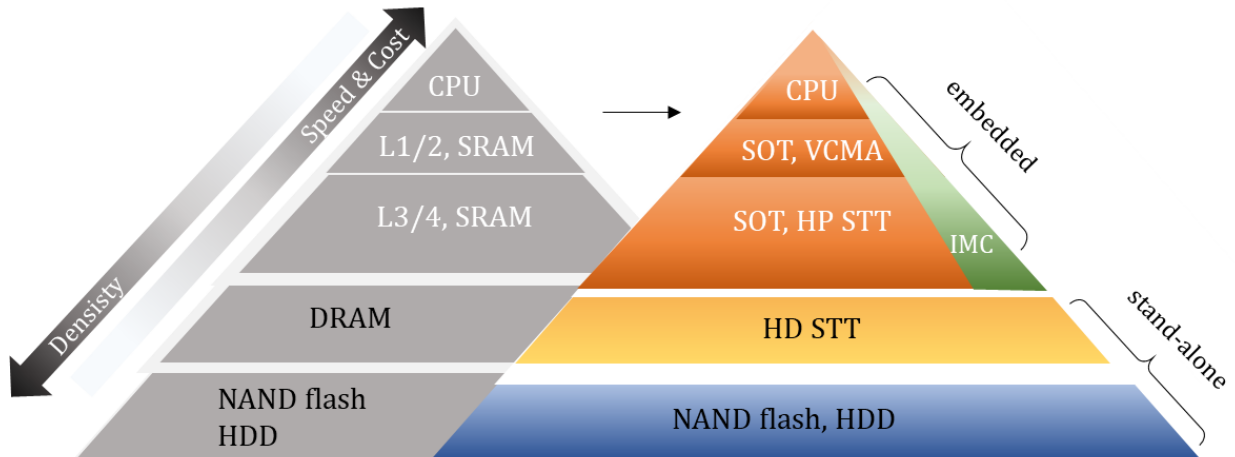 Speed & Cost
Densisty
CPU
L1/2, SRAM
L3/4, SRAM
DRAM
NAND flash
HDD
CPU
SOT, VCMA
SOT, HP STT
IMC
HD STT
NAND flash, HDD
embedded
stand-alone